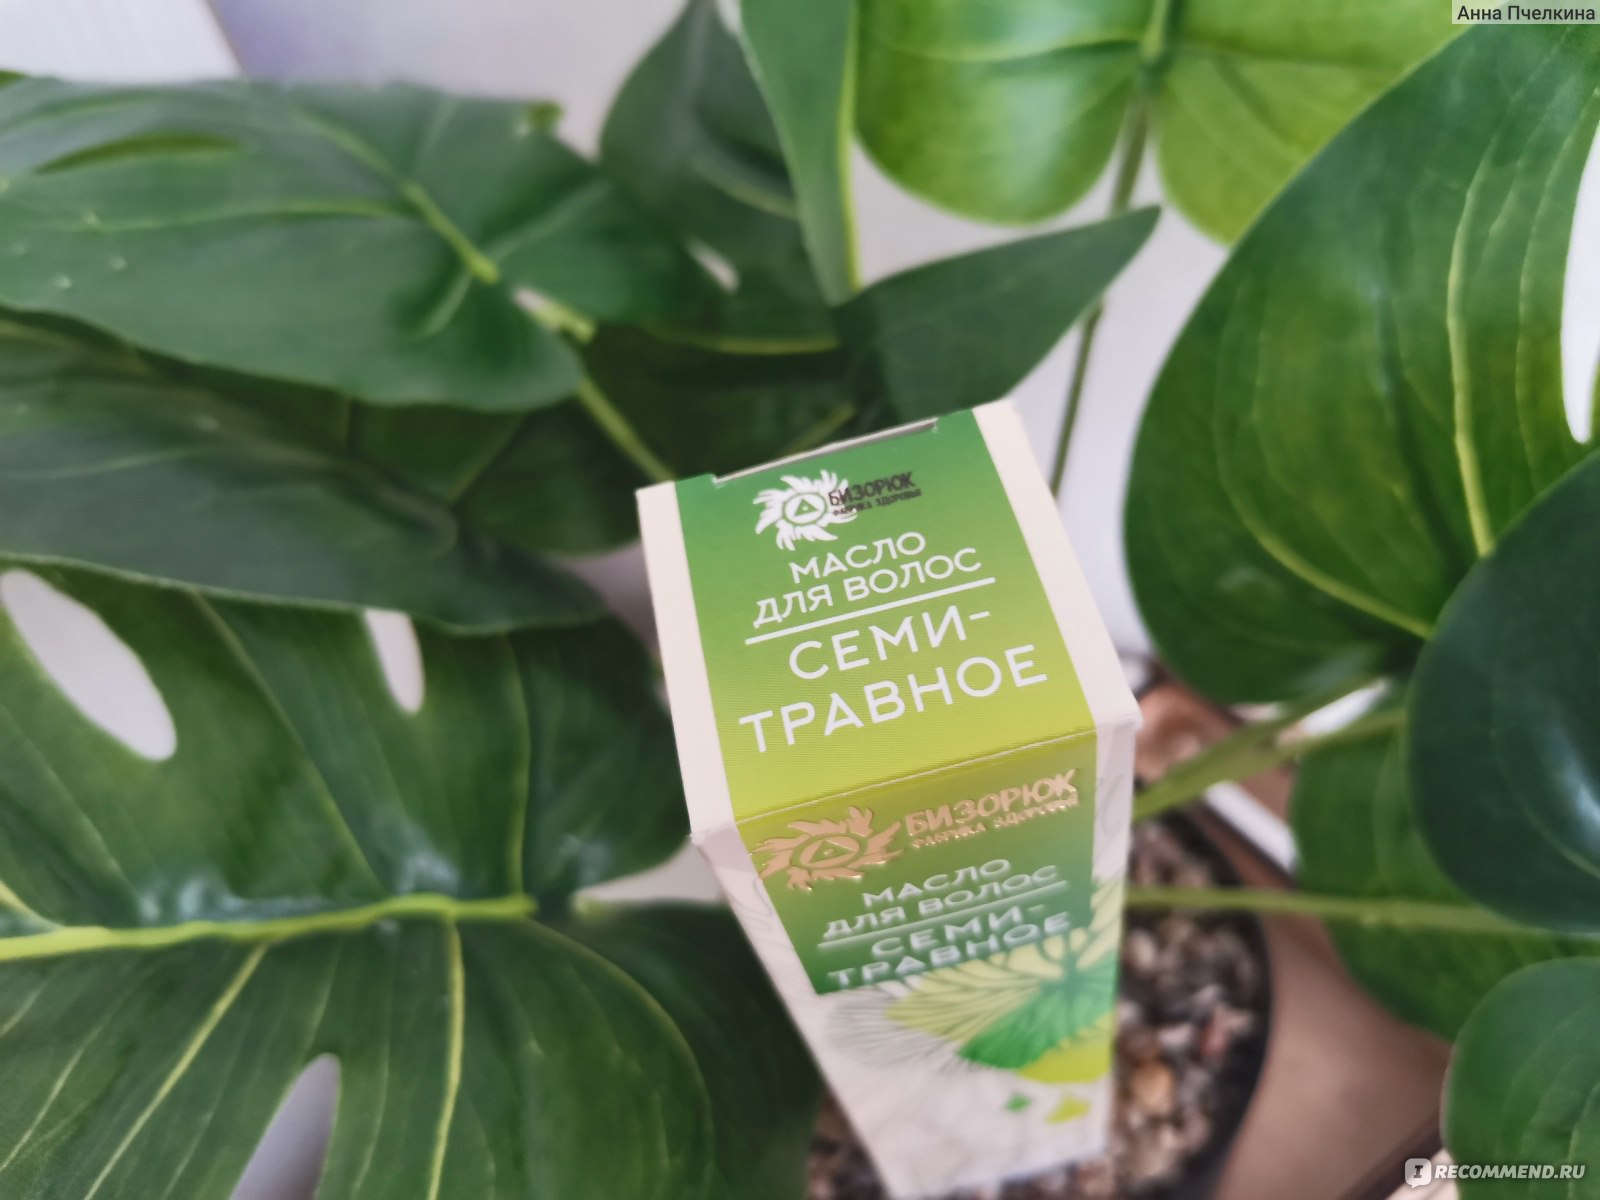 Анна Пчелкина
БИЗОРЮК
ФАБРИКА ЗДОРОВЬЯ
МАСЛО
ДЛЯ ВОЛОС
СЕМИ-
ТРАВНОЕ
БИЗОРЮК
ФАБРИКА ЗДОРОВЬЯ
МАСЛО
ДЛЯ ВОЛОС
СЕМИ-
ТРАВНОЕ
IRECOMMEND.RU